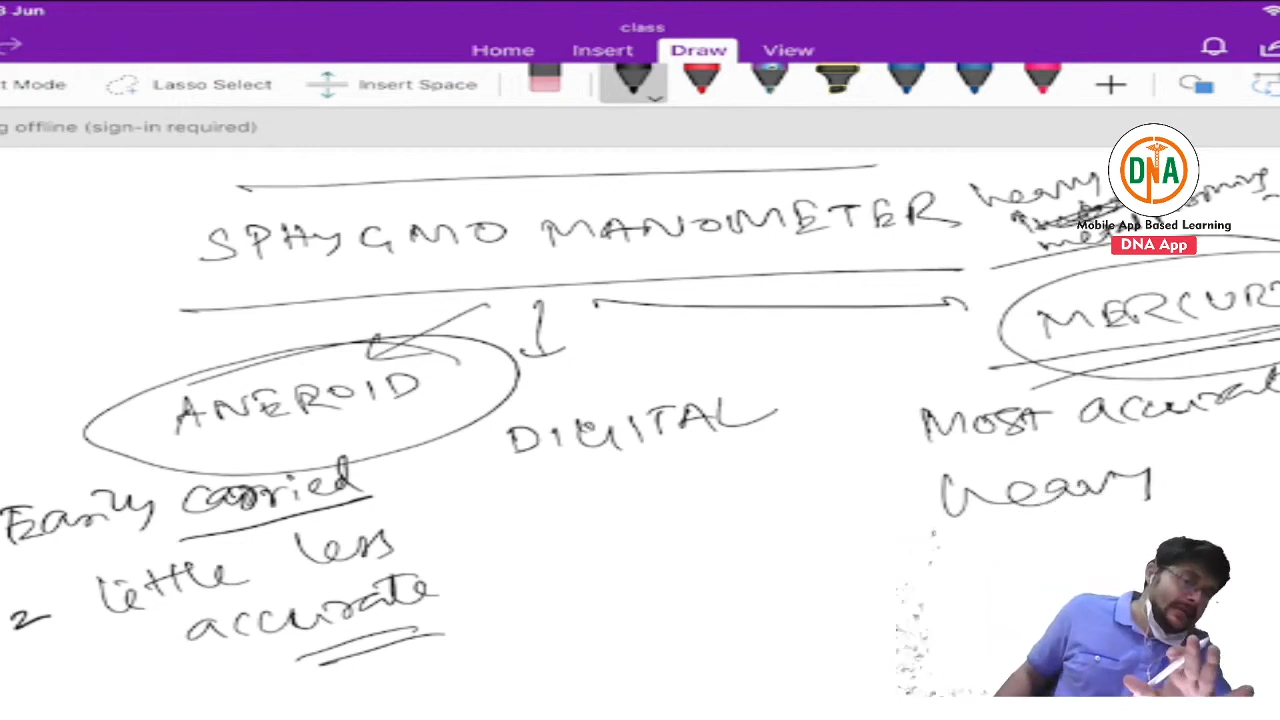 3 Jun
class
Home Insert Draw View
t Mode Lasso Select Insert Space
g offline (sign-in required)
DNA
Mobile App Based Learning
DNA App
heavy
SPHYGMO MANOMETER
MERCUR
ANEROID
DIGITAL
Most accurat
heavy
Easily carried
2 little less
accurate